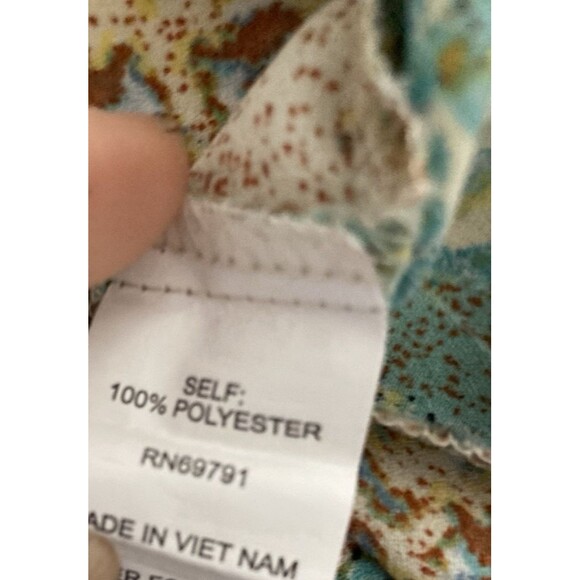 SELF:
100% POLYESTER
RN69791
ADE IN VIET NAM